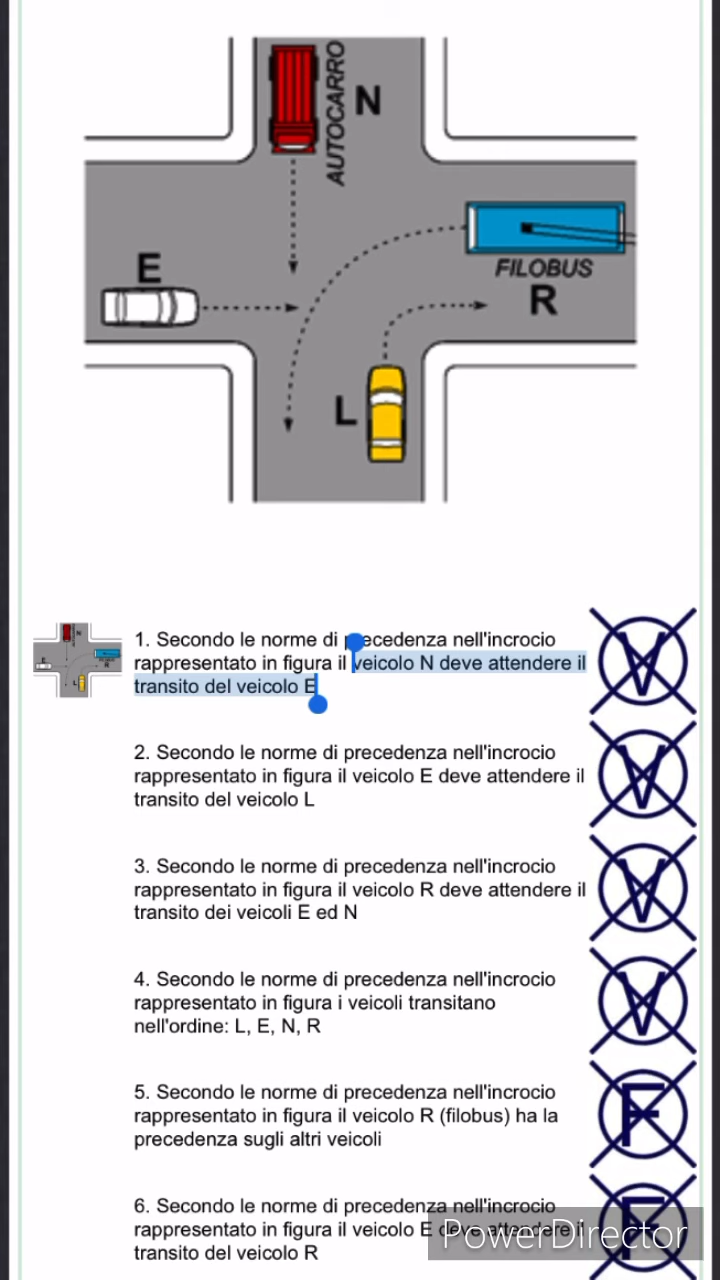 AUTOCARRO
N
E
FILOBUS
R
L
1. Secondo le norme di precedenza nell'incrocio
rappresentato in figura il veicolo N deve attendere il
transito del veicolo E
V
2. Secondo le norme di precedenza nell'incrocio
rappresentato in figura il veicolo E deve attendere il
transito del veicolo L
V
3. Secondo le norme di precedenza nell'incrocio
rappresentato in figura il veicolo R deve attendere il
transito dei veicoli E ed N
V
4. Secondo le norme di precedenza nell'incrocio
rappresentato in figura i veicoli transitano
nell'ordine: L, E, N, R
V
5. Secondo le norme di precedenza nell'incrocio
rappresentato in figura il veicolo R (filobus) ha la
precedenza sugli altri veicoli
F
6. Secondo le norme di precedenza nell'incrocio
rappresentato in figura il veicolo E deve attendere il
transito del veicolo R
F
PowerDirector